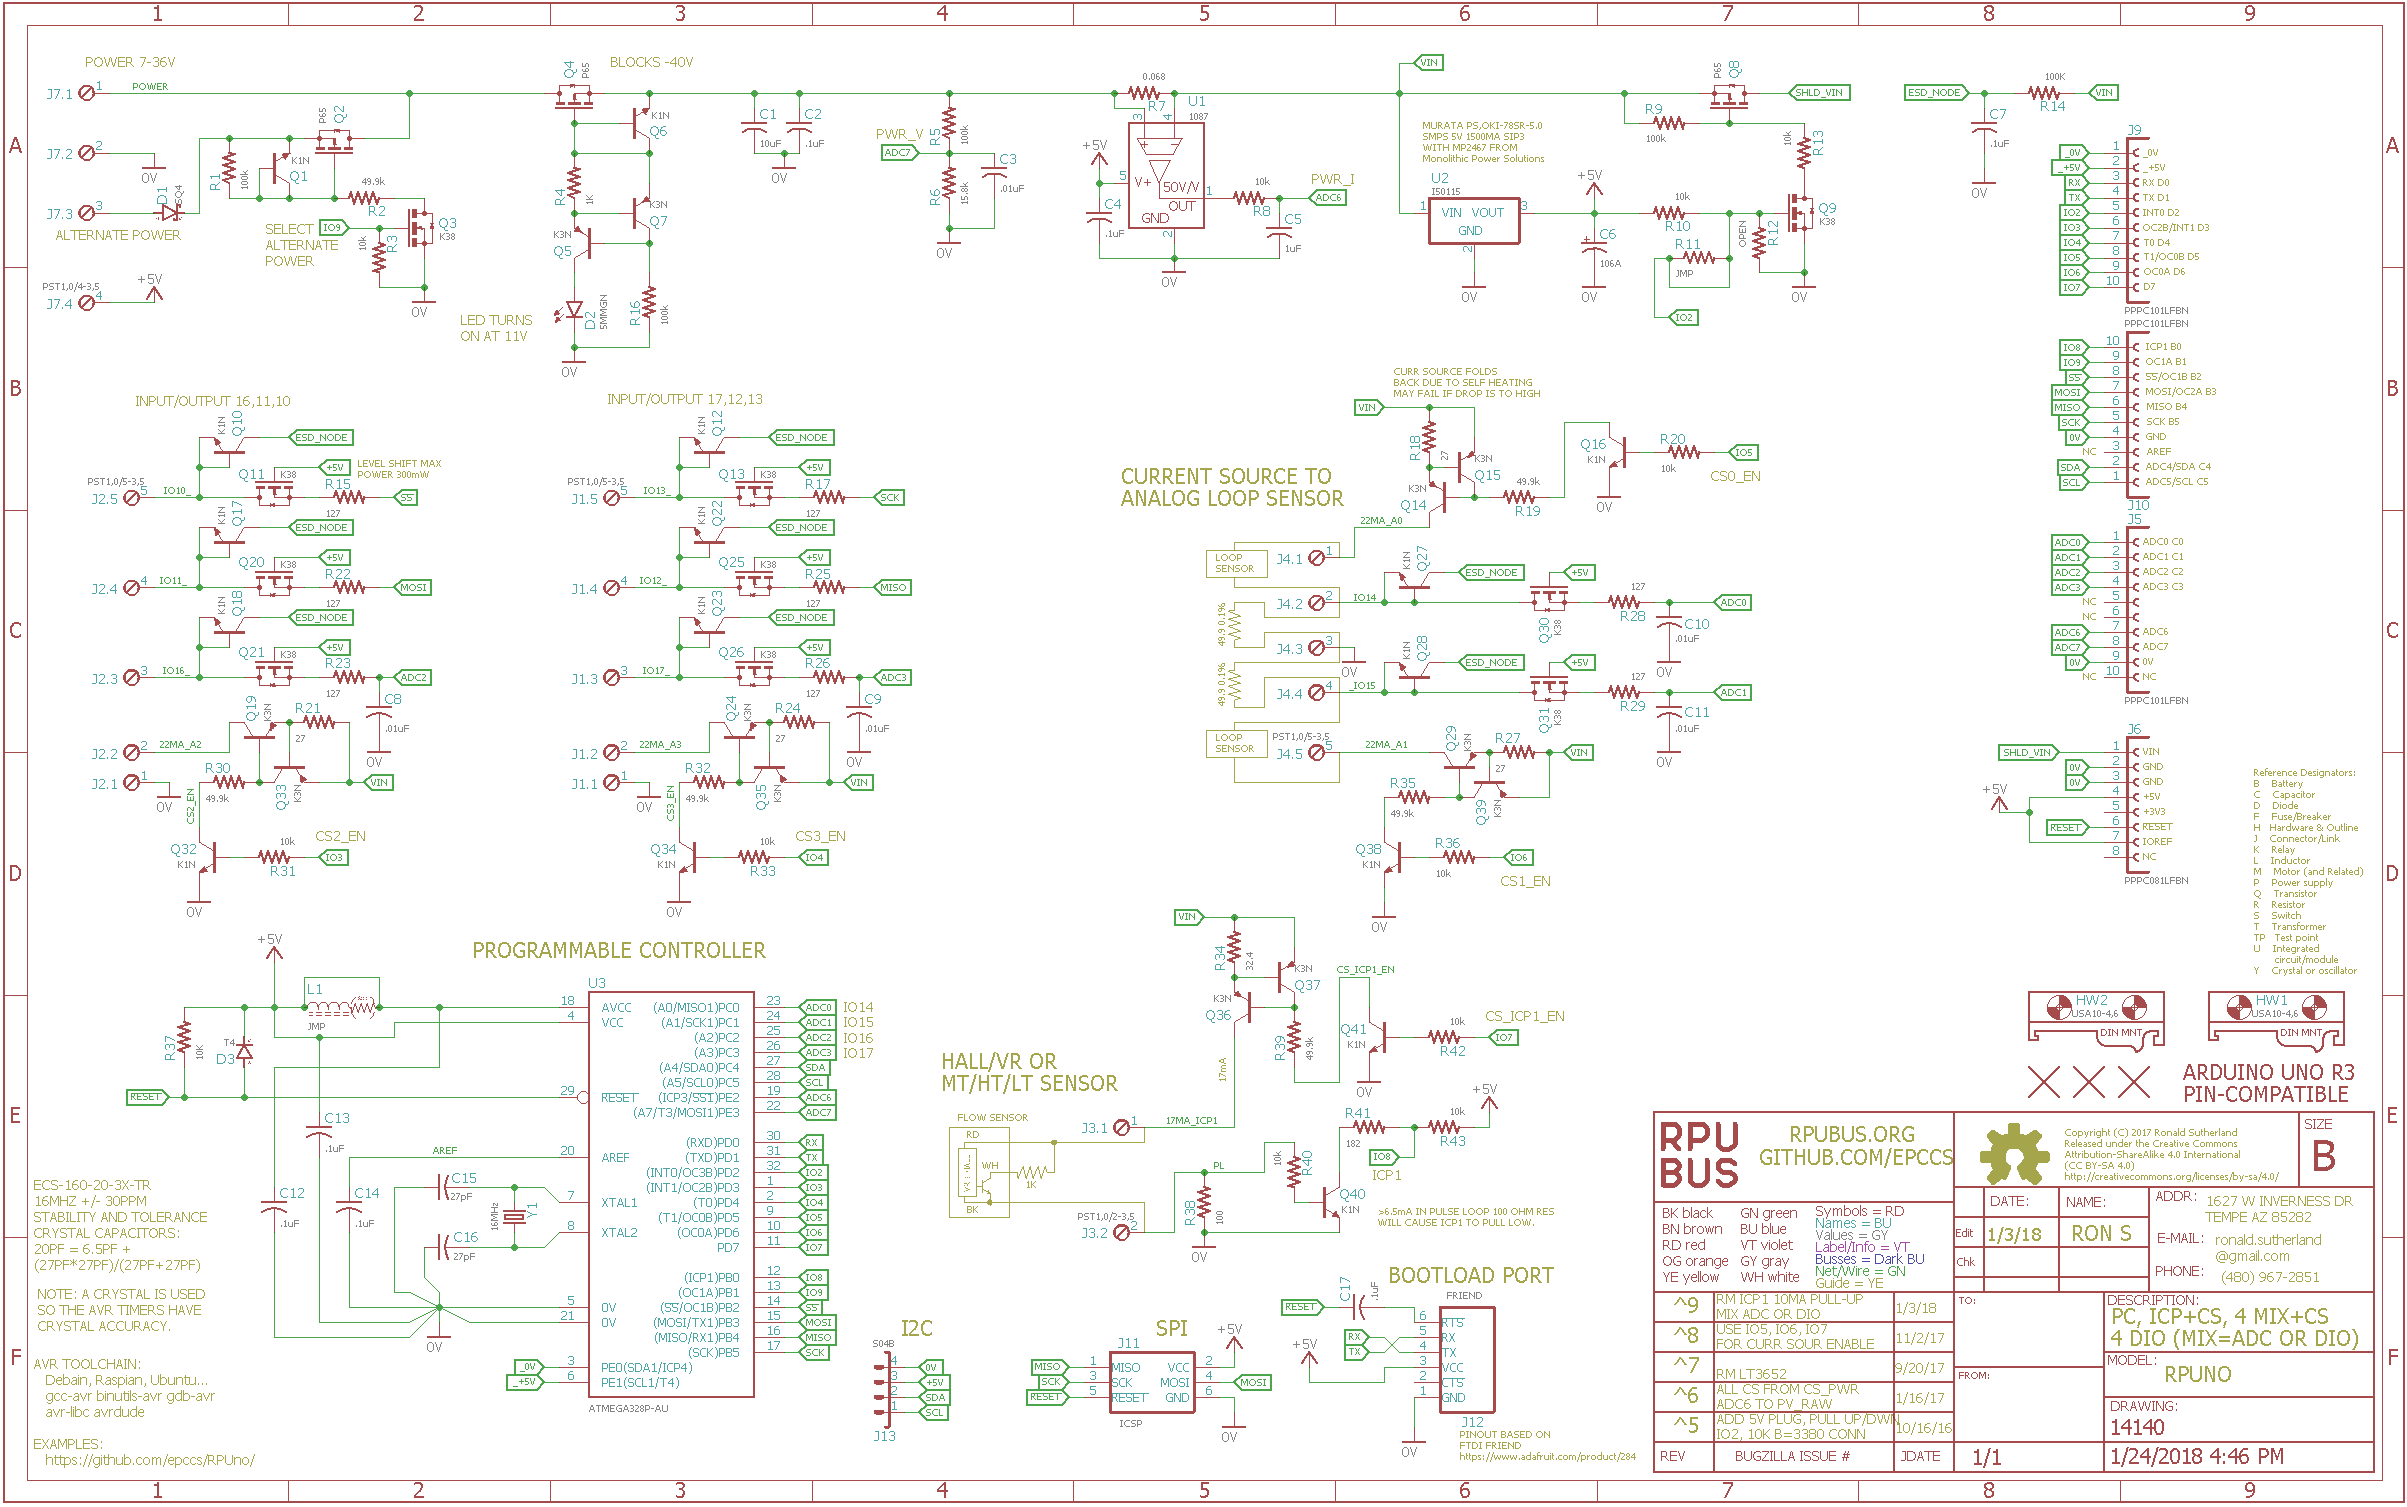 1 2 3 4 5 6 7 8 9
A
B
C
D
E
F
POWER 7-36V
J7.1 1 POWER
J7.2 2 0V
J7.3 3
ALTERNATE POWER
PST1,0/4-3,5 +5V
J7.4 4
D1 SQ4
R1 100k
K1N Q1
P65 Q2
49.9k R2
SELECT ALTERNATE POWER
IO9
10k R3
Q3 K38
0V
BLOCKS -40V
Q4 P65
K1N Q6
R4 1K
K3N Q7
K3N Q5
D2 5MMGN
R16 100k
LED TURNS
ON AT 11V
0V
C1 10uF
C2 .1uF
0V
PWR_V
ADC7
R5 100k
R6 15.8k
C3 .01uF
0V
0.068 R7
U1 1087
+5V
V+ 50V/V
OUT
GND
C4 .1uF
10k R8
PWR_I
ADC6
C5 1uF
0V
VIN
MURATA PS,OKI-78SR-5.0
SMPS 5V 1500MA SIP3
WITH MP2467 FROM
Monolithic Power Solutions
U2 I50115
VIN VOUT
GND
0V
+5V
C6 106A
0V
P65 Q8
SHLD_VIN
R9 100k
10k R13
10k R10
R11 JMP
OPEN R12
Q9 K38
IO2
0V
ESD_NODE
C7 .1uF
0V
100K R14
VIN
J9
_0V 1 _0V
_+5V 2 _+5V
RX 3 RX D0
TX 4 TX D1
IO2 5 INT0 D2
IO3 6 OC2B/INT1 D3
IO4 7 T0 D4
IO5 8 T1/OC0B D5
IO6 9 OC0A D6
IO7 10 D7
PPPC101LFBN
PPPC101LFBN
IO8 10 ICP1 B0
IO9 9 OC1A B1
SS 8 SS/OC1B B2
MOSI 7 MOSI/OC2A B3
MISO 6 MISO B4
SCK 5 SCK B5
0V 4 GND
NC 3 AREF
SDA 2 ADC4/SDA C4
SCL 1 ADC5/SCL C5
J10
J5
ADC0 1 ADC0 C0
ADC1 2 ADC1 C1
ADC2 3 ADC2 C2
ADC3 4 ADC3 C3
NC 5
NC 6
ADC6 7 ADC6
ADC7 8 ADC7
0V 9 0V
NC 10 NC
PPPC101LFBN
J6
SHLD_VIN 1 VIN
0V 2 GND
0V 3 GND
+5V 4 +5V
5 +3V3
RESET 6 RESET
7 IOREF
8 NC
PPPC081LFBN
INPUT/OUTPUT 16,11,10
K1N Q10 ESD_NODE
Q11 K38 +5V
LEVEL SHIFT MAX
POWER 300mW
PST1,0/5-3,5
J2.5 5 IO10_ R15 127 SS
K1N Q17 ESD_NODE
Q20 K38 +5V
J2.4 4 IO11_ R22 127 MOSI
K1N Q18 ESD_NODE
Q21 K38 +5V
J2.3 3 IO16_ R23 127 ADC2
Q19 K3N R21 27
C8 .01uF
0V
J2.2 2 22MA_A2
J2.1 1 0V
R30 49.9k
Q33 K3N VIN
CS2_EN
Q32 K1N
10k R31
CS2_EN
IO3
0V
INPUT/OUTPUT 17,12,13
K1N Q12 ESD_NODE
Q13 K38 +5V
PST1,0/5-3,5
J1.5 5 IO13_ R17 127 SCK
K1N Q22 ESD_NODE
Q25 K38 +5V
J1.4 4 IO12_ R25 127 MISO
K1N Q23 ESD_NODE
Q26 K38 +5V
J1.3 3 IO17_ R26 127 ADC3
Q24 K3N R24 27
C9 .01uF
0V
J1.2 2 22MA_A3
J1.1 1 0V
R32 49.9k
Q35 K3N VIN
CS3_EN
Q34 K1N
10k R33
CS3_EN
IO4
0V
CURR SOURCE FOLDS
BACK DUE TO SELF HEATING
MAY FAIL IF DROP IS TO HIGH
VIN
R18 27
K3N Q15
K3N Q14
49.9k R19
Q16 K1N
R20 10k
IO5
CS0_EN
0V
CURRENT SOURCE TO
ANALOG LOOP SENSOR
22MA_A0
LOOP SENSOR
J4.1 1
K1N Q27 ESD_NODE +5V
J4.2 2 IO14
Q30 K38
127 R28
ADC0
C10 .01uF
0V
49.9 0.1%
J4.3 3 0V
K1N Q28 ESD_NODE +5V
49.9 0.1%
J4.4 4 _IO15
Q31 K38
127 R29
ADC1
C11 .01uF
0V
LOOP SENSOR
PST1,0/5-3,5
J4.5 5 22MA_A1
Q29 K3N
R27 27
VIN
R35 49.9k
Q39 K3N
Q38 K1N
R36 10k
IO6
CS1_EN
0V
Reference Designators:
B Battery
C Capacitor
D Diode
F Fuse/Breaker
H Hardware & Outline
J Connector/Link
K Relay
L Inductor
M Motor (and Related)
P Power supply
Q Transistor
R Resistor
S Switch
T Transformer
TP Test point
U Integrated
circuit/module
Y Crystal or oscillator
PROGRAMMABLE CONTROLLER
+5V
L1 JMP
R37 10K
T4 D3
RESET
C13 .1uF
C12 .1uF
C14 .1uF
AREF
C15 27pF
C16 27pF
16MHz Y1
0V
U3
18 AVCC (A0/MISO1)PC0 23 ADC0 IO14
4 VCC (A1/SCK1)PC1 24 ADC1 IO15
(A2)PC2 25 ADC2 IO16
(A3)PC3 26 ADC3 IO17
(A4/SDA0)PC4 27 SDA
(A5/SCL0)PC5 28 SCL
29 RESET (ICP3/SS1)PE2 19 ADC6
(A7/T3/MOSI1)PE3 22 ADC7
(RXD)PD0 30 RX
20 AREF (TXD)PD1 31 TX
(INT0/OC3B)PD2 32 IO2
(INT1/OC2B)PD3 1 IO3
7 XTAL1 (T0)PD4 2 IO4
(T1/OC0B)PD5 9 IO5
8 XTAL2 (OC0A)PD6 10 IO6
PD7 11 IO7
(ICP1)PB0 12 IO8
(OC1A)PB1 13 IO9
5 0V (SS/OC1B)PB2 14 SS
21 0V (MOSI/TX1)PB3 15 MOSI
(MISO/RX1)PB4 16 MISO
(SCK)PB5 17 SCK
_0V 3 PE0(SDA1/ICP4)
_+5V 6 PE1(SCL1/T4)
ATMEGA328P-AU
ECS-160-20-3X-TR
16MHZ +/- 30PPM
STABILITY AND TOLERANCE
CRYSTAL CAPACITORS:
20PF = 6.5PF +
(27PF*27PF)/(27PF+27PF)
NOTE: A CRYSTAL IS USED
SO THE AVR TIMERS HAVE
CRYSTAL ACCURACY.
AVR TOOLCHAIN:
Debain, Raspian, Ubuntu...
gcc-avr binutils-avr gdb-avr
avr-libc avrdude
EXAMPLES:
https://github.com/epccs/RPUno/
VIN
R34 32.4
K3N Q37
K3N Q36
R39 49.9k
CS_ICP1_EN
Q41 K1N
10k R42
CS_ICP1_EN
IO7
0V
17mA
HALL/VR OR
MT/HT/LT SENSOR
FLOW SENSOR
RD
WH
BK
1K
J3.1 1 17MA_ICP1
PST1,0/2-3,5
J3.2 2
PL
R38 100
0V
10k R40
Q40 K1N
R41 182
10k R43
+5V
IO8
ICP1
>6.5mA IN PULSE LOOP 100 OHM RES
WILL CAUSE ICP1 TO PULL LOW.
I2C
S04B
4 0V
3 +5V
2 SDA
1 SCL
J13
SPI
J11 +5V
MISO 1 MISO VCC 2
SCK 3 SCK MOSI 4 MOSI
RESET 5 RESET GND 6
ICSP
0V
BOOTLOAD PORT
FRIEND
RESET C17 .1uF
6 RTS
RX 5 RX
TX 4 TX
+5V 3 VCC
2 CTS
1 GND
0V
J12
PINOUT BASED ON
FTDI FRIEND
https://www.adafruit.com/product/284
HW2
USA10-4,6
DIN MNT
HW1
USA10-4,6
DIN MNT
ARDUINO UNO R3
PIN-COMPATIBLE
RPU
BUS
RPUBUS.ORG
GITHUB.COM/EPCCS
Copyright (C) 2017 Ronald Sutherland
Released under the Creative Commons
Attribution-ShareAlike 4.0 International
(CC BY-SA 4.0)
http://creativecommons.org/licenses/by-sa/4.0/
SIZE
B
BK black GN green Symbols = RD
BN brown BU blue Names = BU
RD red VT violet Values = GY
OG orange GY gray Label/Info = VT
YE yellow WH white Busses = Dark BU
Net/Wire = GN
Guide = YE
DATE: NAME:
Edit 1/3/18 RON S
Chk
ADDR: 1627 W INVERNESS DR
TEMPE AZ 85282
E-MAIL: ronald.sutherland
@gmail.com
PHONE: (480) 967-2851
^9 RM ICP1 10MA PULL-UP
MIX ADC OR DIO 1/3/18
^8 USE IO5, IO6, IO7
FOR CURR SOUR ENABLE 11/2/17
^7 RM LT3652 9/20/17
^6 ALL CS FROM CS_PWR
ADC6 TO PV_RAW 1/16/17
^5 ADD 5V PLUG, PULL UP/DWN
IO2, 10K B=3380 CONN 10/16/16
REV BUGZILLA ISSUE # JDATE
TO:
FROM:
1/1
DESCRIPTION:
PC, ICP+CS, 4 MIX+CS
4 DIO (MIX=ADC OR DIO)
MODEL:
RPUNO
DRAWING:
14140
1/24/2018 4:46 PM